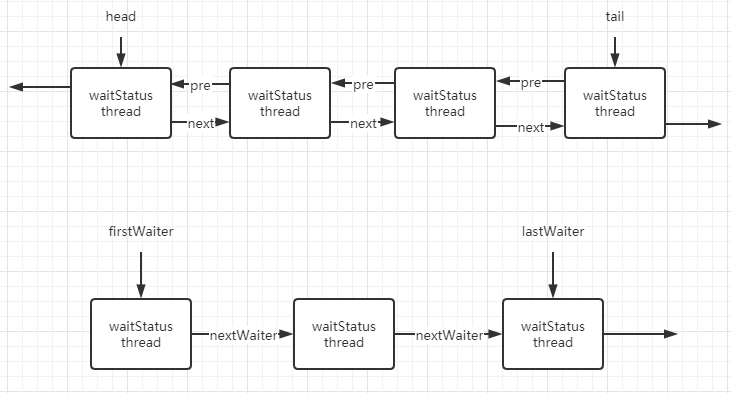 head
tail
waitStatus
thread
pre
next
waitStatus
thread
pre
next
waitStatus
thread
pre
next
waitStatus
thread
firstWaiter
lastWaiter
waitStatus
thread
nextWaiter
waitStatus
thread
nextWaiter
waitStatus
thread